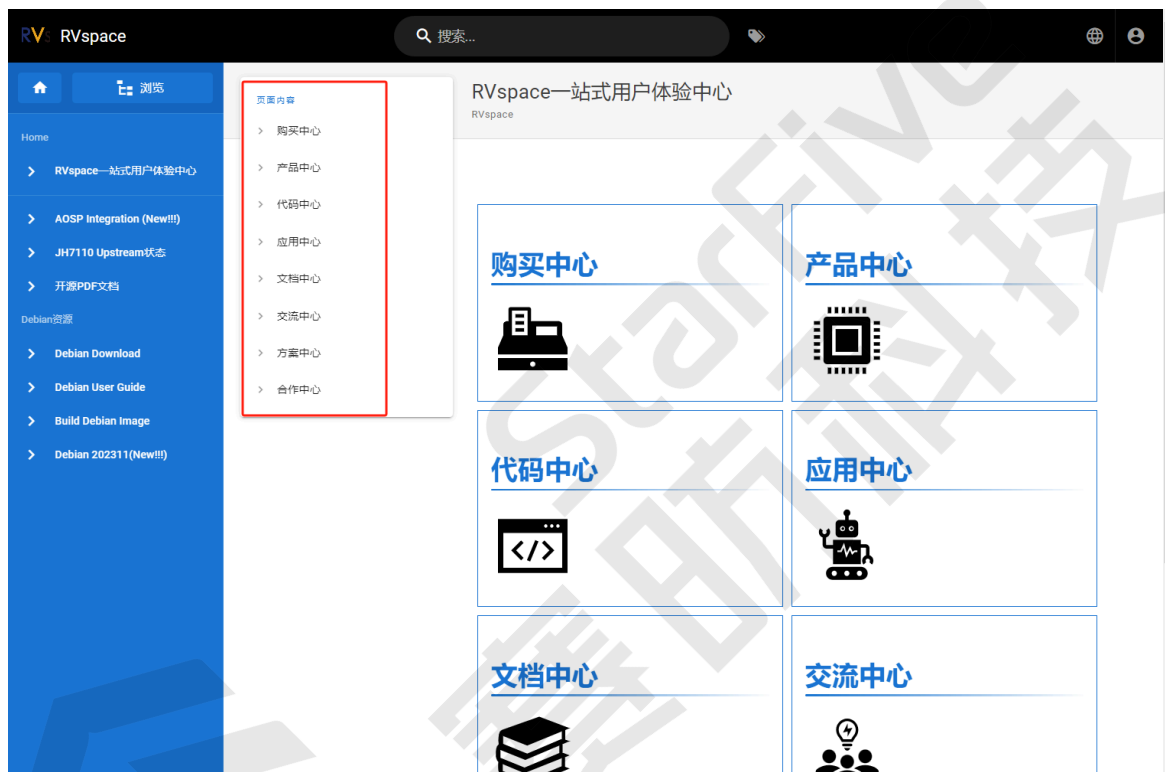 RVs RVspace
搜索...
浏览
Home
RVspace一站式用户体验中心
AOSP Integration (New!!!)
JH7110 Upstream状态
开源PDF文档
Debian资源
Debian Download
Debian User Guide
Build Debian Image
Debian 202311(New!!!)
页面内容
购买中心
产品中心
代码中心
应用中心
文档中心
交流中心
方案中心
合作中心
RVspace一站式用户体验中心
RVspace
购买中心
产品中心
代码中心
</>
应用中心
文档中心
交流中心
StarFive
赛昉科技